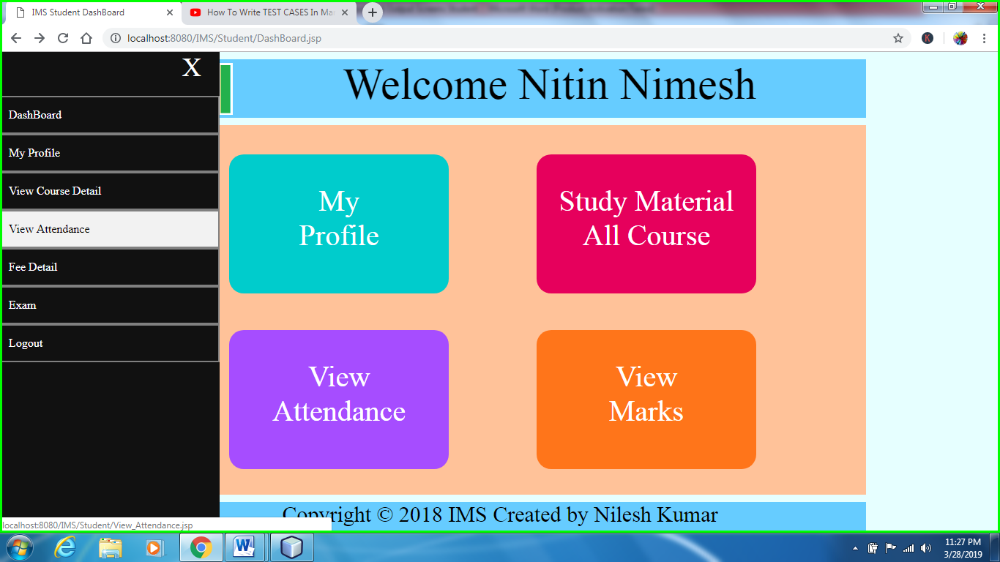 IMS Student DashBoard
How To Write TEST CASES In Ma
localhost:8080/IMS/Student/DashBoard.jsp
K
X
Welcome Nitin Nimesh
DashBoard
My Profile
View Course Detail
View Attendance
Fee Detail
Exam
Logout
My
Profile
Study Material
All Course
View
Attendance
View
Marks
Copyright © 2018 IMS Created by Nilesh Kumar
localhost:8080/IMS/Student/View_Attendance.jsp
W
11:27 PM
3/28/2019